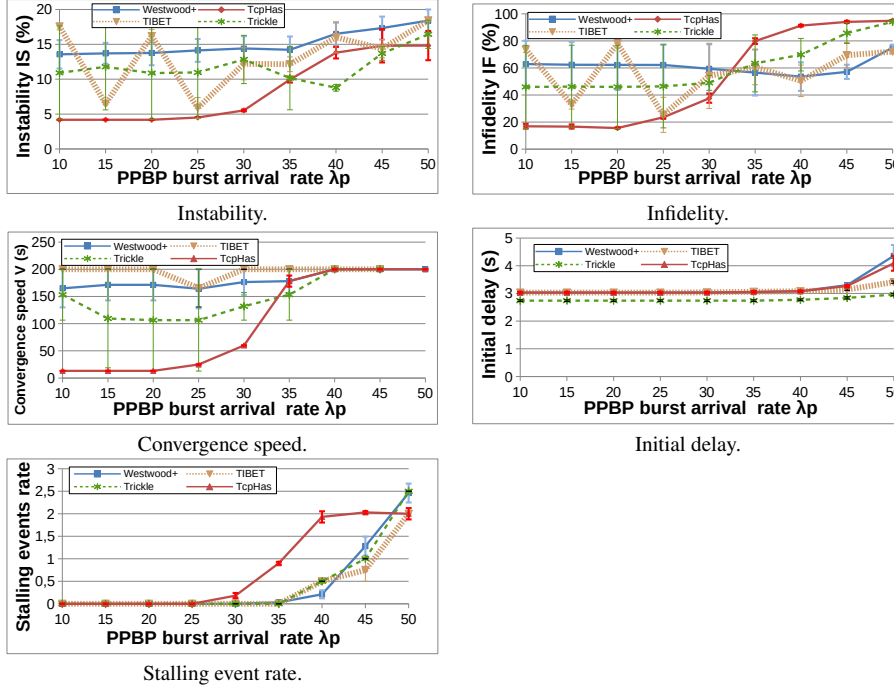 Instability IS (%)
20
15
10
5
0
Westwood+
TcpHas
TIBET
Trickle
10 15 20 25 30 35 40 45 50
PPBP burst arrival rate λp
Instability.
Infidelity IF (%)
100
80
60
40
20
0
Westwood+
TcpHas
TIBET
Trickle
10 15 20 25 30 35 40 45 50
PPBP burst arrival rate λp
Infidelity.
Convergence speed V (s)
250
200
150
100
50
0
Westwood+
TIBET
Trickle
TcpHas
10 15 20 25 30 35 40 45 50
PPBP burst arrival rate λp
Convergence speed.
Initial delay (s)
5
4
3
2
1
0
Westwood+
TIBET
Trickle
TcpHas
10 15 20 25 30 35 40 45 50
PPBP burst arrival rate λp
Initial delay.
Stalling events rate
3
2,5
2
1,5
1
0,5
0
Westwood+
TIBET
Trickle
TcpHas
10 15 20 25 30 35 40 45 50
PPBP burst arrival rate λp
Stalling event rate.